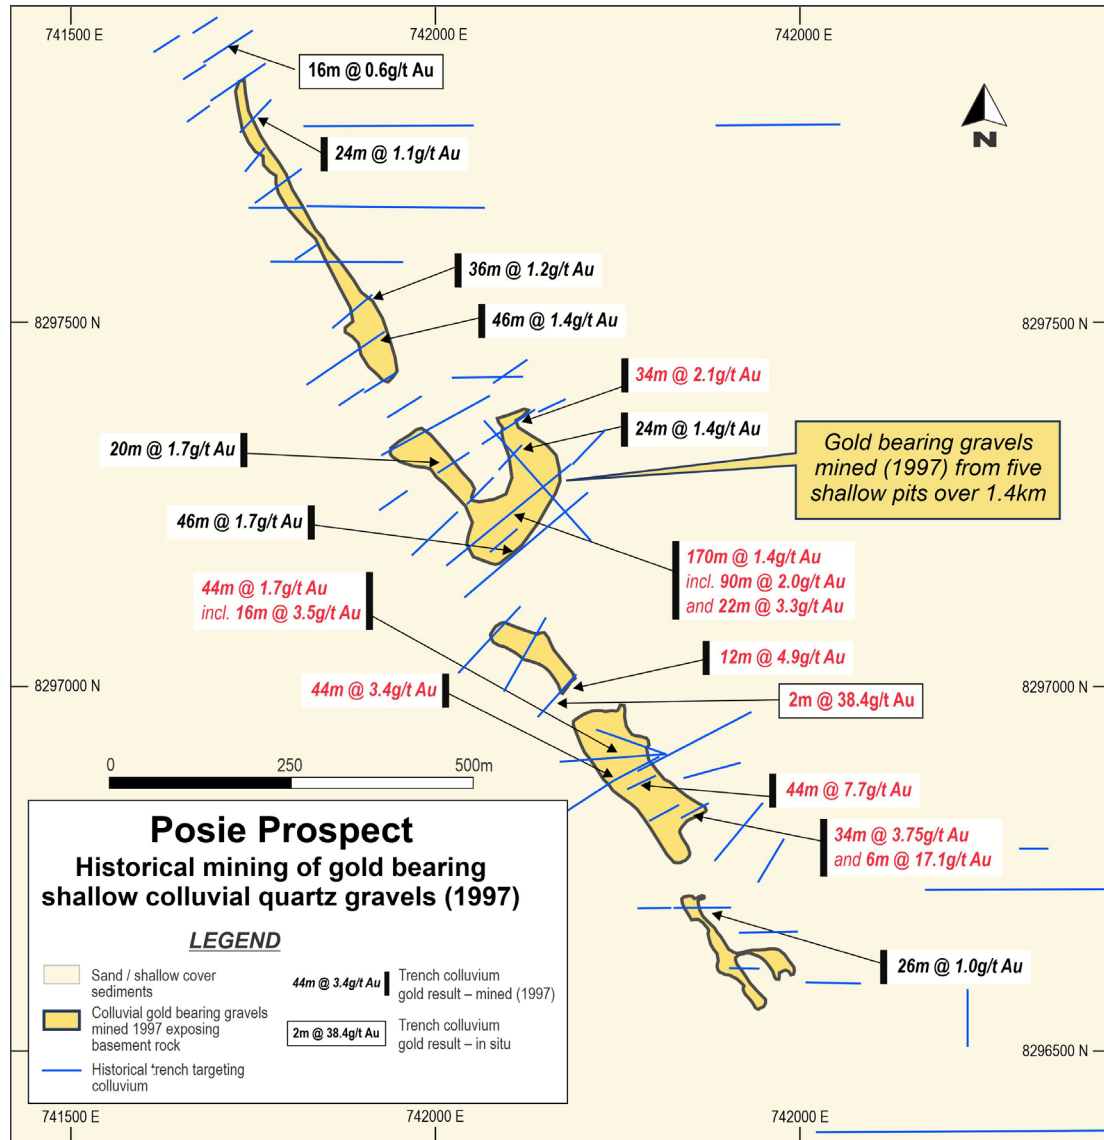 741500 E
742000 E
742000 E
16m @ 0.6g/t Au
N
24m @ 1.1g/t Au
36m @ 1.2g/t Au
8297500 N
46m @ 1.4g/t Au
8297500 N
34m @ 2.1g/t Au
24m @ 1.4g/t Au
20m @ 1.7g/t Au
Gold bearing gravels
mined (1997) from five
shallow pits over 1.4km
46m @ 1.7g/t Au
170m @ 1.4g/t Au
incl. 90m @ 2.0g/t Au
and 22m @ 3.3g/t Au
44m @ 1.7g/t Au
incl. 16m @ 3.5g/t Au
12m @ 4.9g/t Au
8297000 N
44m @ 3.4g/t Au
2m @ 38.4g/t Au
8297000 N
0 250 500m
44m @ 7.7g/t Au
34m @ 3.75g/t Au
and 6m @ 17.1g/t Au
26m @ 1.0g/t Au
Posie Prospect
Historical mining of gold bearing
shallow colluvial quartz gravels (1997)
LEGEND
Sand / shallow cover
sediments
Colluvial gold bearing gravels
mined 1997 exposing
basement rock
Historical trench targeting
colluvium
44m @ 3.4g/t Au
Trench colluvium
gold result – mined (1997)
2m @ 38.4g/t Au
Trench colluvium
gold result – in situ
8296500 N
741500 E
742000 E
742000 E